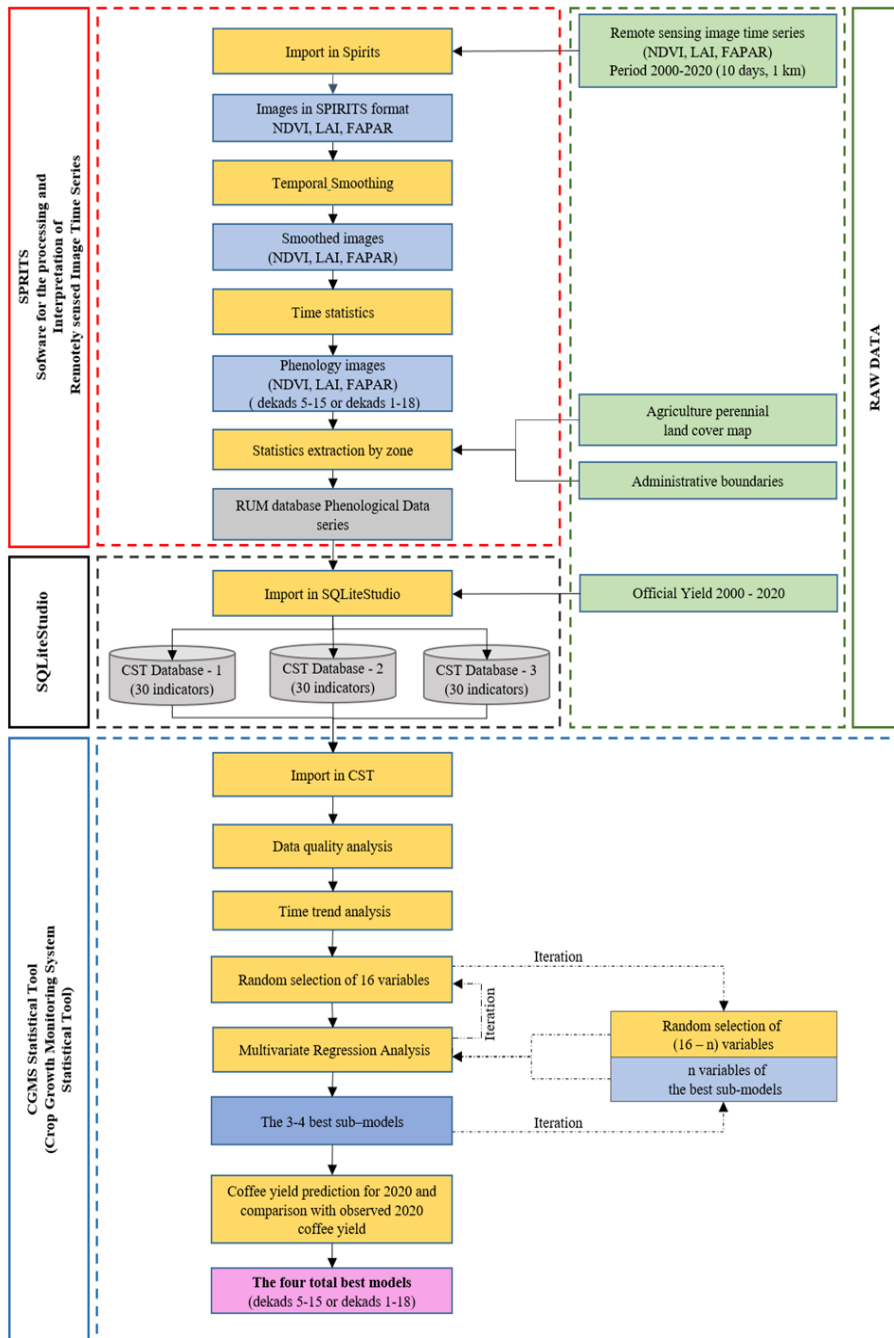 SPRITS
Sofware for the processing and
Interpretation of
Remotely sensed Image Time Series
Import in Spirits
Images in SPIRITS format
NDVI, LAI, FAPAR
Temporal_Smoothing
Smoothed images
(NDVI, LAI, FAPAR)
Time statistics
Phenology images
(NDVI, LAI, FAPAR)
( dekads 5-15 or dekads 1-18)
Statistics extraction by zone
RUM database Phenological Data
series
Remote sensing image time series
(NDVI, LAI, FAPAR)
Period 2000-2020 (10 days, 1 km)
Agriculture perennial
land cover map
Administrative boundaries
Official Yield 2000 - 2020
RAW DATA
SQLiteStudio
Import in SQLiteStudio
CST Database - 1
(30 indicators)
CST Database - 2
(30 indicators)
CST Database - 3
(30 indicators)
CGMS Statistical Tool
(Crop Growth Monitoring System
Statistical Tool)
Import in CST
Data quality analysis
Time trend analysis
Random selection of 16 variables
Iteration
Iteration
Multivariate Regression Analysis
Random selection of
(16 – n) variables
n variables of
the best sub-models
The 3-4 best sub–models
Iteration
Coffee yield prediction for 2020 and
comparison with observed 2020
coffee yield
The four total best models
(dekads 5-15 or dekads 1-18)